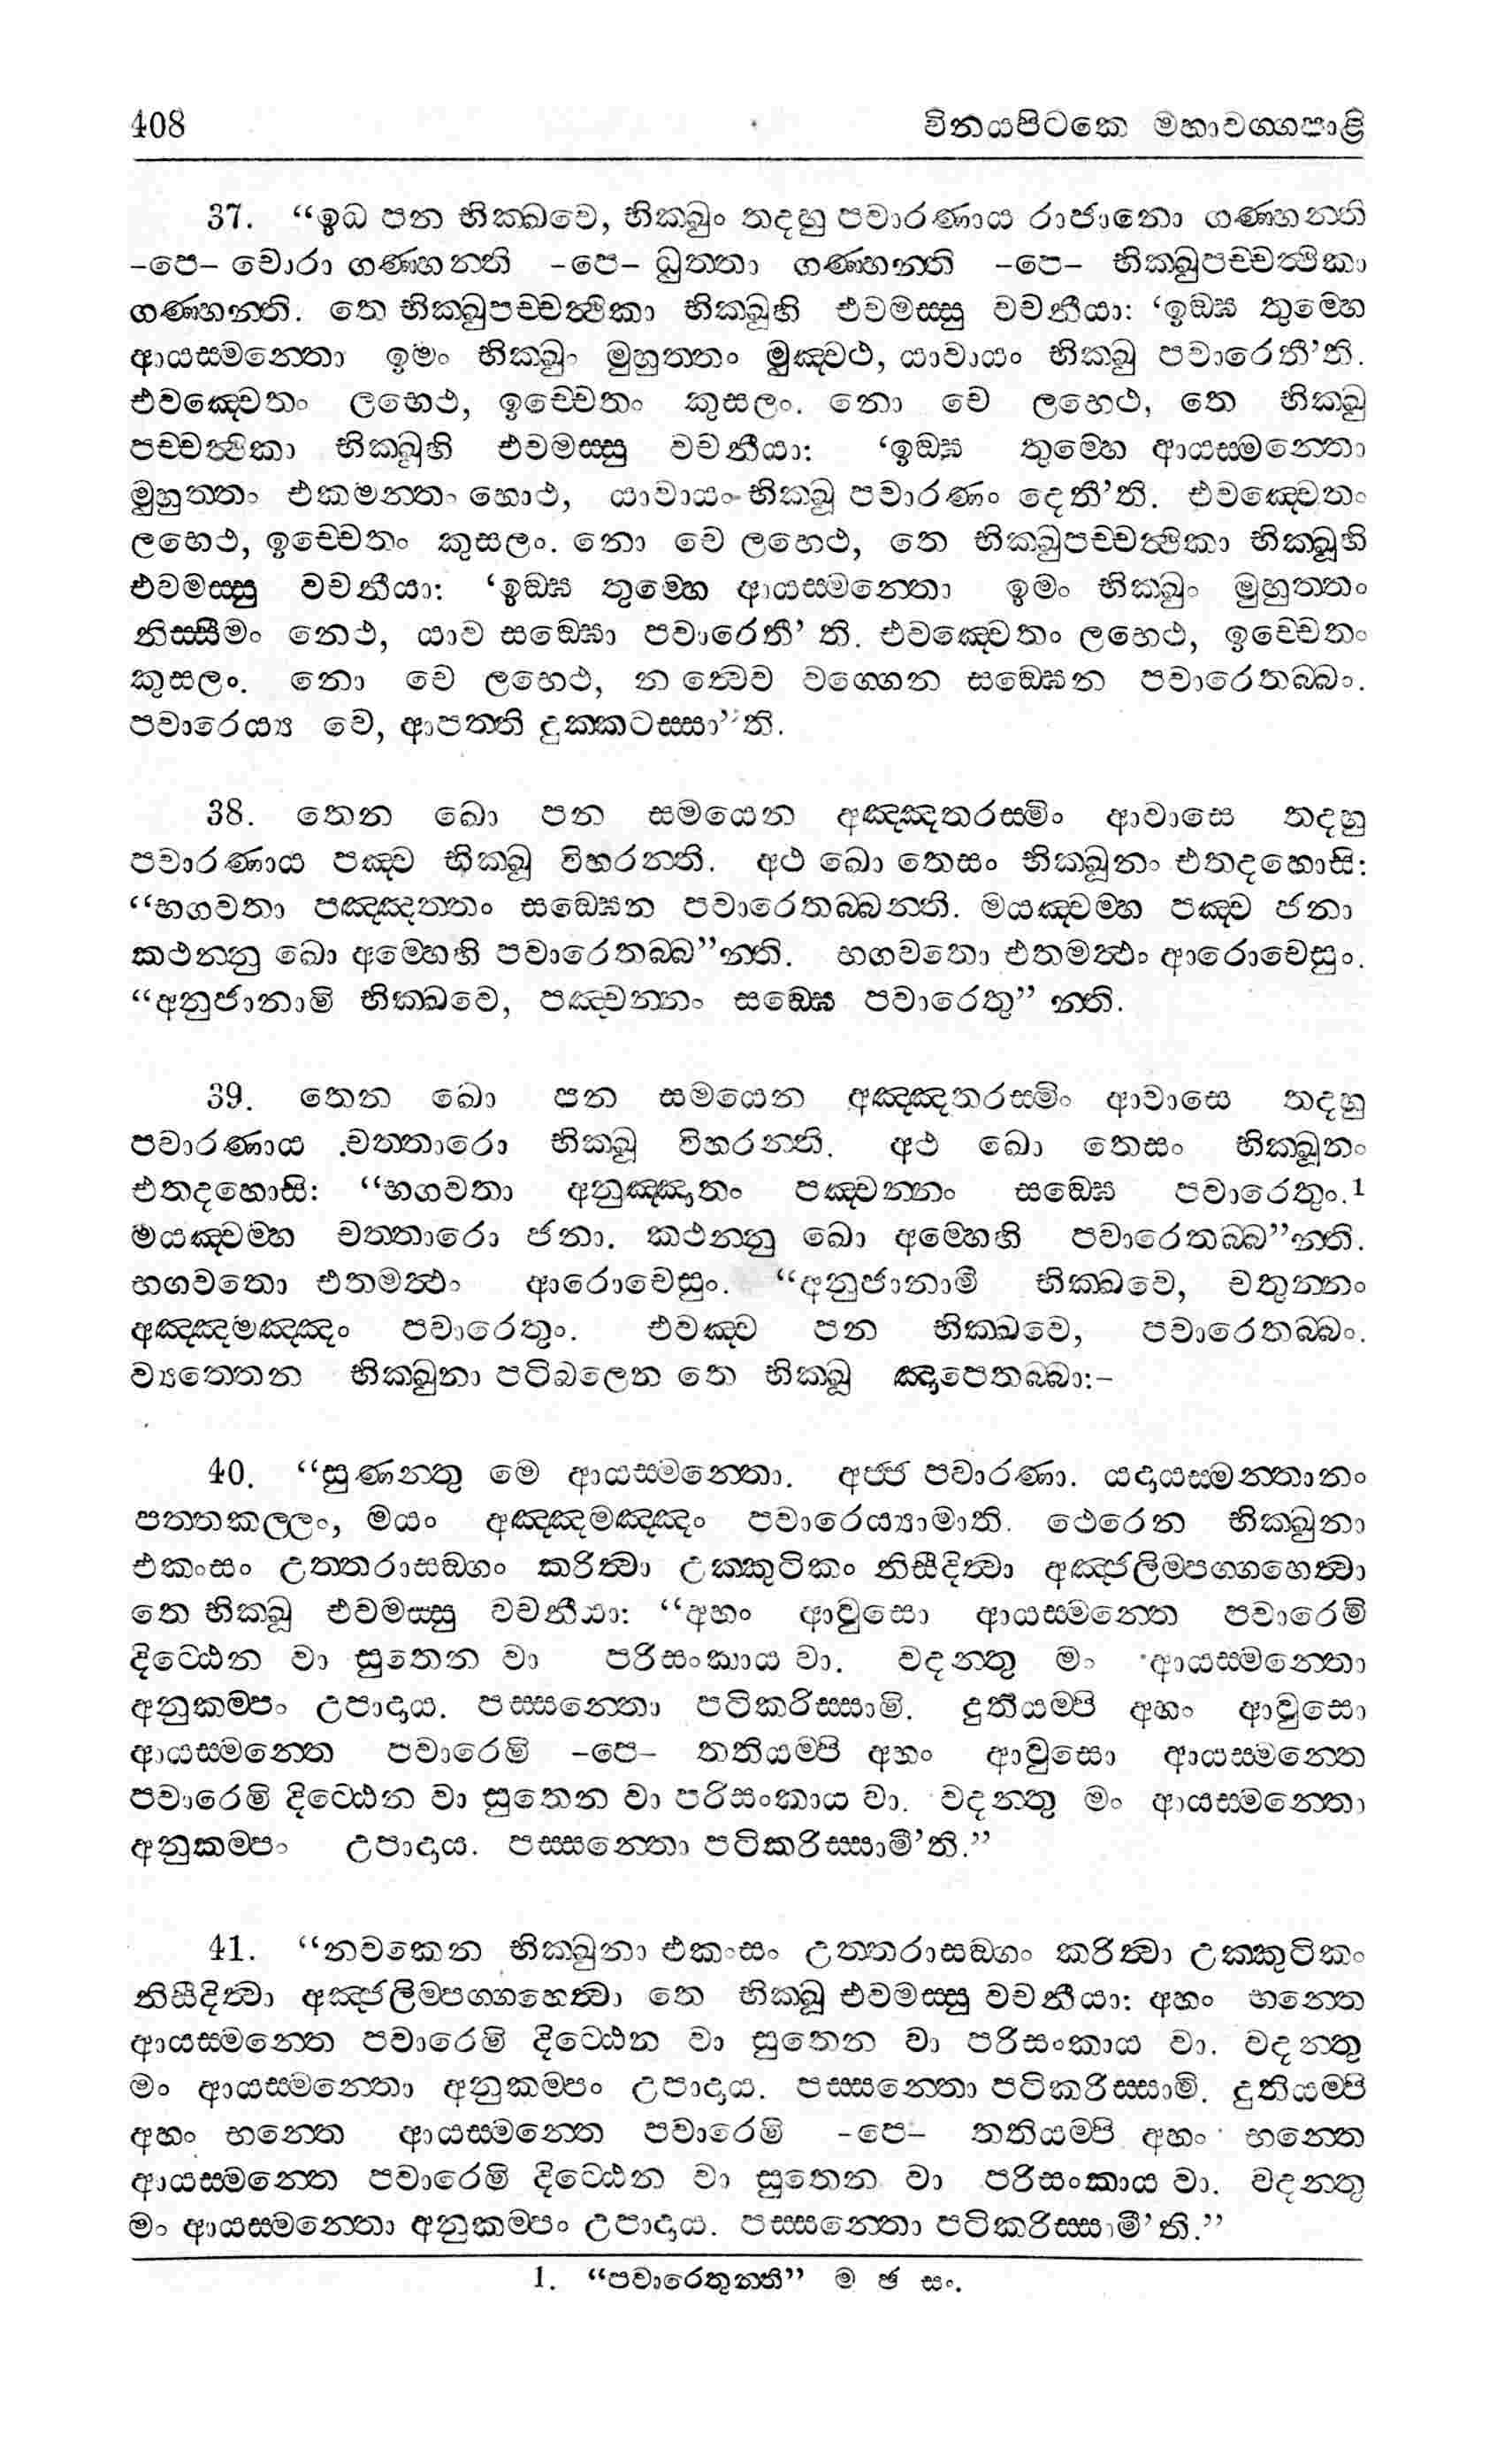 408 විනයපිටකෙ මහාවග්ගපාළි
37. “ඉධ පන භික්ඛවෙ, භික්ඛුං තදහු පවාරණාය රාජානො ගණ්හන්ති
-පෙ- චොරා ගණ්හන්ති -පෙ- ධුත්තා ගණ්හන්ති -පෙ- භික්ඛුපච්චත්ථිකා
ගණ්හන්ති. තෙ භික්ඛුපච්චත්ථිකා භික්ඛූහි එවමස්සු වචනීයා: ‘ඉඞ්ඝ තුම්හෙ
ආයස්මන්තො ඉමං භික්ඛුං මුහුත්තං මුඤ්චථ, යාවායං භික්ඛු පවාරෙතී’ති.
එවඤ්චෙතං ලභෙථ, ඉච්චෙතං කුසලං. නො චෙ ලභෙථ, තෙ භික්ඛු
පච්චත්ථිකා භික්ඛූහි එවමස්සු වචනීයා: ‘ඉඞ්ඝ තුම්හෙ ආයස්මන්තො
මුහුත්තං එකමන්තං හොථ, යාවායං භික්ඛූ පවාරණං දෙතී’ති. එවඤ්චෙතං
ලභෙථ, ඉච්චෙතං කුසලං. නො චෙ ලභෙථ, තෙ භික්ඛුපච්චත්ථිකා භික්ඛූහි
එවමස්සු වචනීයා: ‘ඉඞ්ඝ තුම්හෙ ආයස්මන්තො ඉමං භික්ඛුං මුහුත්තං
නිස්සීමං නෙථ, යාව සඞ්ඝො පවාරෙතී’ ති. එවඤ්චෙතං ලභෙථ, ඉච්චෙතං
කුසලං. නො චෙ ලභෙථ, න ත්වෙව වග්ගෙන සඞ්ඝෙන පවාරෙතබ්බං.
පවාරෙය්‍ය චෙ, ආපත්ති දුක්කටස්සා”ති.
38. තෙන ඛො පන සමයෙන අඤ්ඤතරස්මිං ආවාසෙ තදහු
පවාරණාය පඤ්ච භික්ඛූ විහරන්ති. අථ ඛො තෙසං භික්ඛූනං එතදහොසි:
“භගවතා පඤ්ඤත්තං සඞ්ඝෙන පවාරෙතබ්බන්ති. මයඤ්චම්හ පඤ්ච ජනා
කථන්නු ඛො අම්හෙහි පවාරෙතබ්බ”න්ති. භගවතො එතමත්ථං ආරොචෙසුං.
“අනුජානාමි භික්ඛවෙ, පඤ්චන්නං සඞ්ඝෙ පවාරෙතු” න්ති.
39. තෙන ඛො පන සමයෙන අඤ්ඤතරස්මිං ආවාසෙ තදහු
පවාරණාය චත්තාරො භික්ඛූ විහරන්ති. අථ ඛො තෙසං භික්ඛූනං
එතදහොසි: “භගවතා අනුඤ්ඤාතං පඤ්චන්නං සඞ්ඝෙ පවාරෙතුං.1
මයඤ්චම්හ චත්තාරො ජනා. කථන්නු ඛො අම්හෙහි පවාරෙතබ්බ”න්ති.
භගවතො එතමත්ථං ආරොචෙසුං. “අනුජානාමි භික්ඛවෙ, චතුන්නං
අඤ්ඤමඤ්ඤං පවාරෙතුං. එවඤ්ච පන භික්ඛවෙ, පවාරෙතබ්බං.
ව්‍යත්තෙන භික්ඛුනා පටිබලෙන තෙ භික්ඛූ ඤාපෙතබ්බා:-
40. “සුණන්තු මෙ ආයස්මන්තො. අජ්ජ පවාරණා. යදායස්මන්තානං
පත්තකල්ලං, මයං අඤ්ඤමඤ්ඤං පවාරෙය්‍යාමාති. ථෙරෙන භික්ඛුනා
එකංසං උත්තරාසඞ්ගං කරිත්වා උක්කුටිකං නිසීදිත්වා අඤ්ජලිම්පග්ගහෙත්වා
තෙ භික්ඛූ එවමස්සු වචනීයා: “අහං ආවුසො ආයස්මන්තෙ පවාරෙමි
දිට්ඨෙන වා සුතෙන වා පරිසංකාය වා. වදන්තු මං ආයස්මන්තො
අනුකම්පං උපාදාය. පස්සන්තො පටිකරිස්සාමි. දුතියම්පි අහං ආවුසො
ආයස්මන්තෙ පවාරෙමි -පෙ- තතියම්පි අහං ආවුසො ආයස්මන්තෙ
පවාරෙමි දිට්ඨෙන වා සුතෙන වා පරිසංකාය වා. වදන්තු මං ආයස්මන්තො
අනුකම්පං උපාදාය. පස්සන්තො පටිකරිස්සාමී’ති.”
41. “නවකෙන භික්ඛුනා එකංසං උත්තරාසඞ්ගං කරිත්වා උක්කුටිකං
නිසීදිත්වා අඤ්ජලිම්පග්ගහෙත්වා තෙ භික්ඛූ එවමස්සු වචනීයා: අහං භන්තෙ
ආයස්මන්තෙ පවාරෙමි දිට්ඨෙන වා සුතෙන වා පරිසංකාය වා. වදන්තු
මං ආයස්මන්තො අනුකම්පං උපාදාය. පස්සන්තො පටිකරිස්සාමි. දුතියම්පි
අහං භන්තෙ ආයස්මන්තෙ පවාරෙමි -පෙ- තතියම්පි අහං භන්තෙ
ආයස්මන්තෙ පවාරෙමි දිට්ඨෙන වා සුතෙන වා පරිසංකාය වා. වදන්තු
මං ආයස්මන්තො අනුකම්පං උපාදාය. පස්සන්තො පටිකරිස්සාමී’ති.”
1. “පවාරෙතුන්ති” ම ඡ සං.